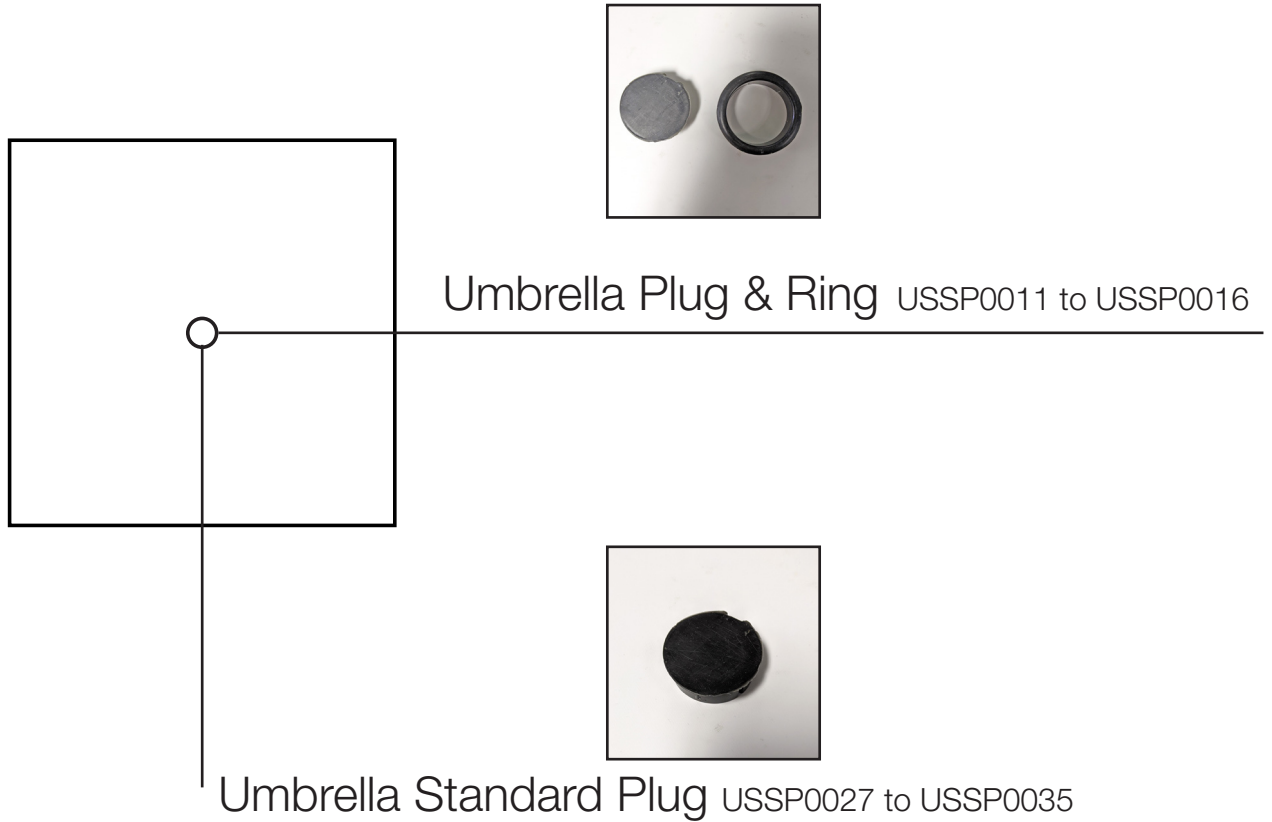 Umbrella Plug & Ring USSP0011 to USSP0016
Umbrella Standard Plug USSP0027 to USSP0035